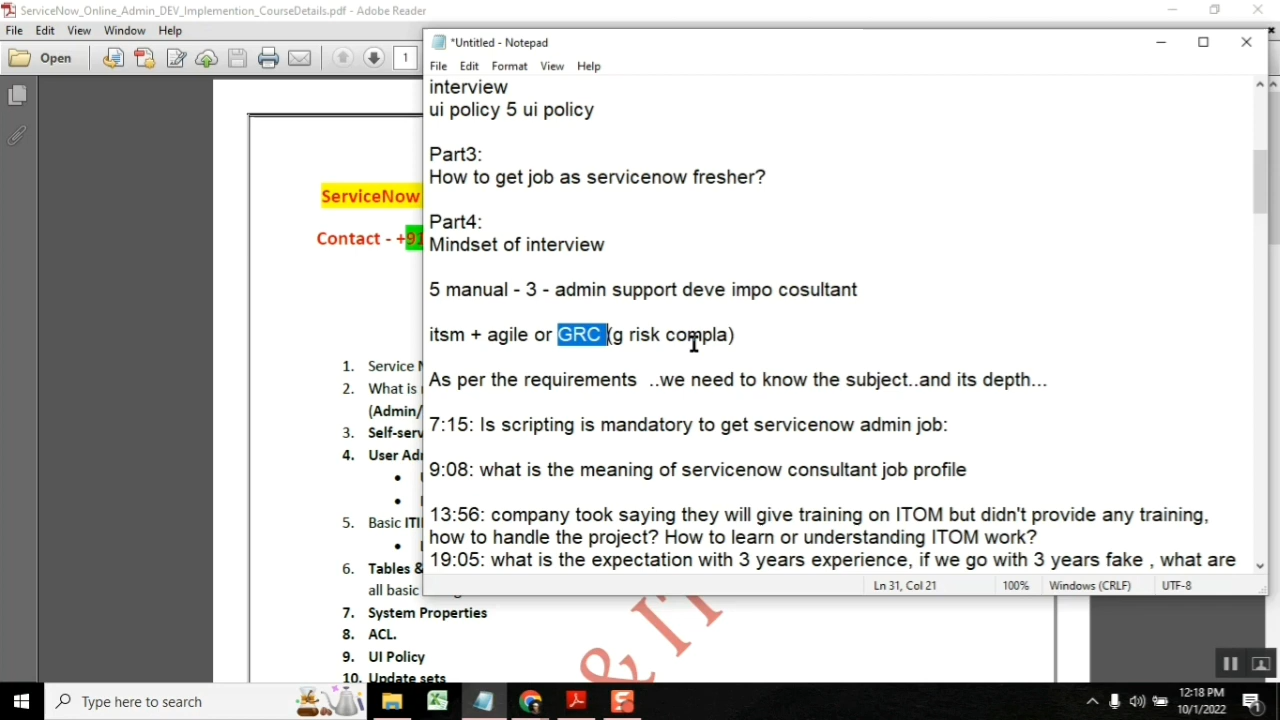 ServiceNow_Online_Admin_DEV_Implemention_CourseDetails.pdf - Adobe Reader
File Edit View Window Help
Open
1
*Untitled - Notepad
File Edit Format View Help
interview
ui policy 5 ui policy
Part3:
How to get job as servicenow fresher?
Part4:
Mindset of interview
5 manual - 3 - admin support deve impo cosultant
itsm + agile or GRC (g risk compla)
As per the requirements ..we need to know the subject..and its depth...
7:15: Is scripting is mandatory to get servicenow admin job:
9:08: what is the meaning of servicenow consultant job profile
13:56: company took saying they will give training on ITOM but didn't provide any training,
how to handle the project? How to learn or understanding ITOM work?
19:05: what is the expectation with 3 years experience, if we go with 3 years fake , what are
Ln 31, Col 21 100% Windows (CRLF) UTF-8
ServiceNow
Contact - +91
1. Service
2. What is
(Admin/
3. Self-serv
4. User Ad
5. Basic ITI
6. Tables &
all basic
7. System Properties
8. ACL.
9. UI Policy
10. Update sets
& IT
Type here to search
12:18 PM
10/1/2022
1